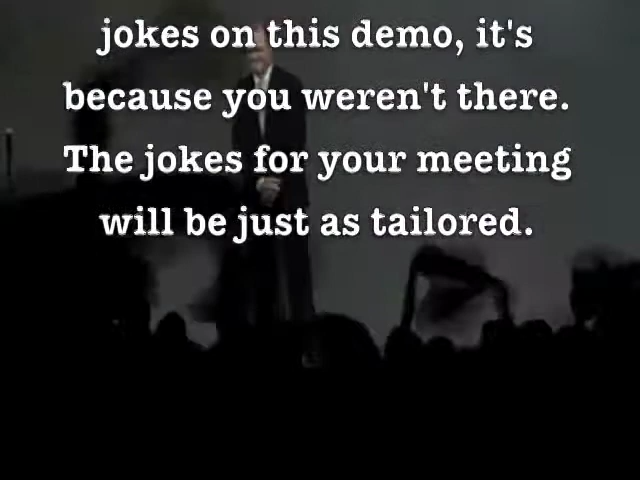 jokes on this demo, it's
because you weren't there.
The jokes for your meeting
will be just as tailored.